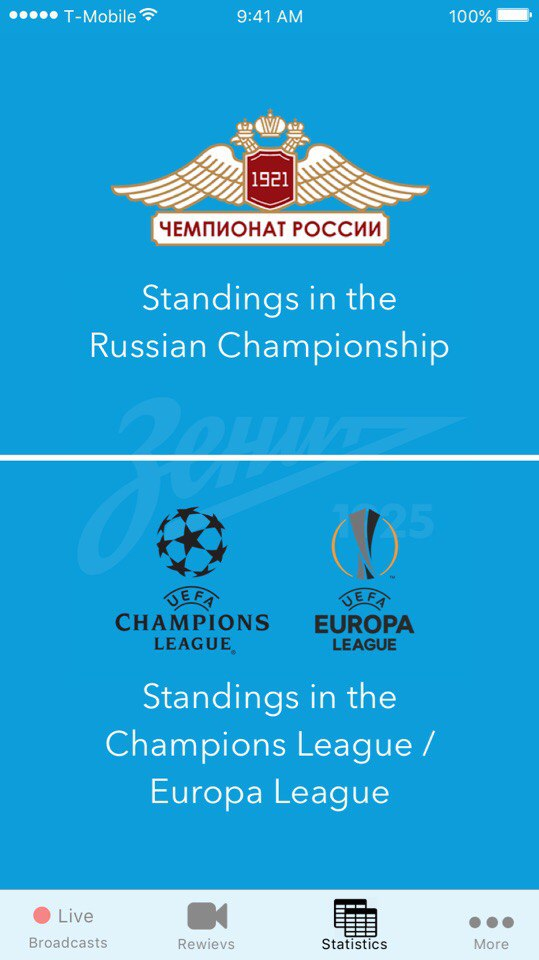 T-Mobile 9:41 AM 100%
1921
ЧЕМПИОНАТ РОССИИ
Standings in the
Russian Championship
Зенит
1925
UEFA UEFA
CHAMPIONS EUROPA
LEAGUE LEAGUE
Standings in the
Champions League /
Europa League
Live
Broadcasts Rewievs Statistics More